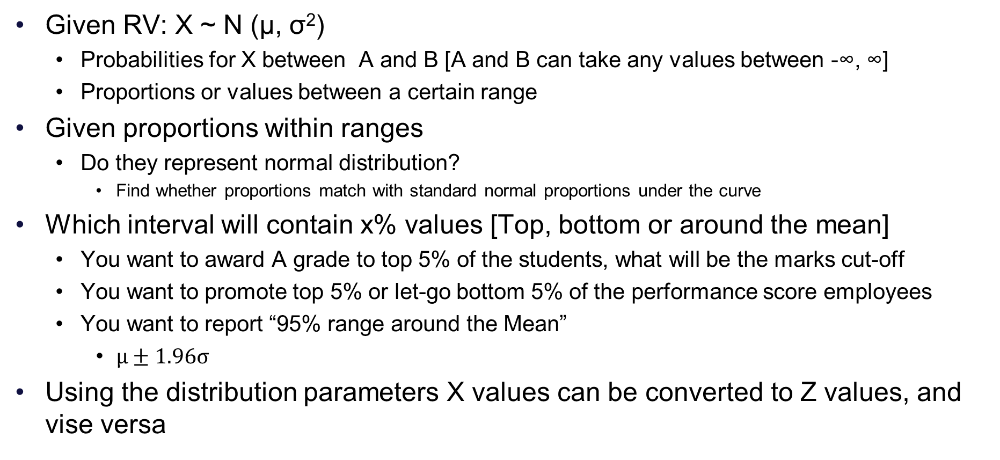 • Given RV: X ~ N (μ, σ²)
• Probabilities for X between  A and B [A and B can take any values between -∞, ∞]
• Proportions or values between a certain range
• Given proportions within ranges
• Do they represent normal distribution?
• Find whether proportions match with standard normal proportions under the curve
• Which interval will contain x% values [Top, bottom or around the mean]
• You want to award A grade to top 5% of the students, what will be the marks cut-off
• You want to promote top 5% or let-go bottom 5% of the performance score employees
• You want to report “95% range around the Mean”
• μ ± 1.96σ
• Using the distribution parameters X values can be converted to Z values, and
vise versa